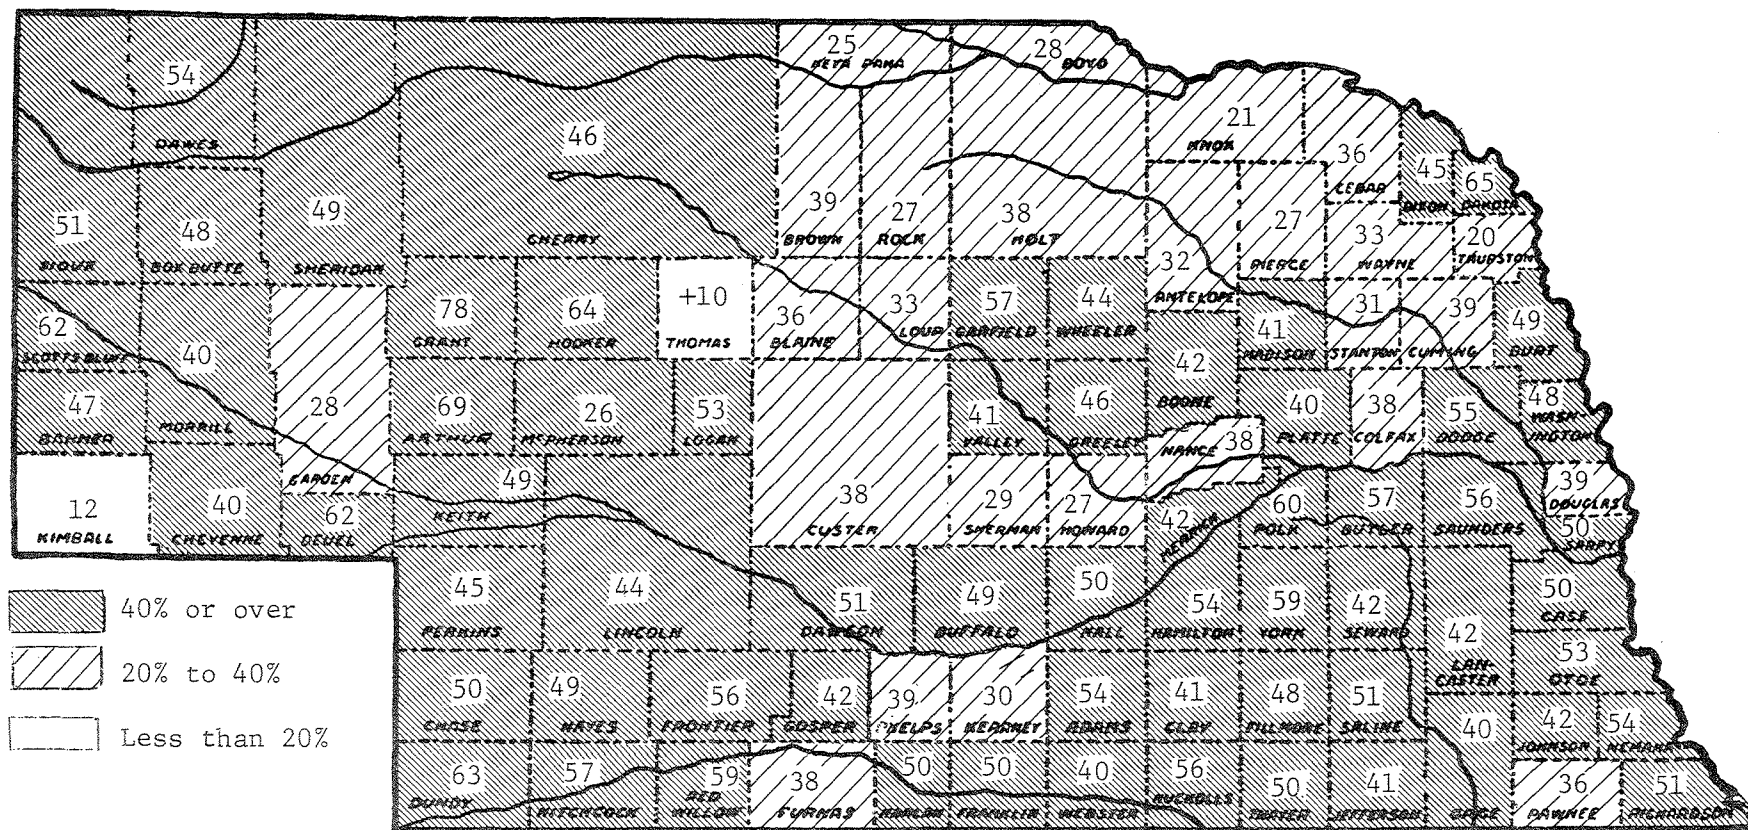 25
KEYA PAHA
28
BOYD
54
DAWES
46
CHERRY
21
KNOX
36
CEDAR
45
DIXON
65
DAKOTA
51
SIOUX
48
BOX BUTTE
49
SHERIDAN
39
BROWN
27
ROCK
38
HOLT
32
ANTELOPE
27
PIERCE
33
WAYNE
20
THURSTON
62
SCOTTS BLUFF
40
MORRILL
28
GARDEN
78
GRANT
64
HOOKER
+10
THOMAS
36
BLAINE
33
LOUP
57
GARFIELD
44
WHEELER
41
MADISON
31
STANTON
39
CUMING
49
BURT
47
BANNER
69
ARTHUR
26
McPHERSON
53
LOGAN
38
CUSTER
41
VALLEY
46
GREELEY
42
BOONE
40
PLATTE
38
COLFAX
55
DODGE
48
WASH-
INGTON
12
KIMBALL
40
CHEYENNE
62
DEUEL
49
KEITH
29
SHERMAN
27
HOWARD
38
NANCE
42
MERRICK
60
POLK
57
BUTLER
56
SAUNDERS
39
DOUGLAS
50
SARPY
45
PERKINS
44
LINCOLN
51
DAWSON
49
BUFFALO
50
HALL
54
HAMILTON
59
YORK
42
SEWARD
42
LAN-
CASTER
50
CASE
53
OTOE
50
CHASE
49
HAYES
56
FRONTIER
42
GOSPER
39
PHELPS
30
KEARNEY
54
ADAMS
41
CLAY
48
FILLMORE
51
SALINE
40
GAGE
42
JOHNSON
54
NEMAHA
63
DUNDY
57
HITCHCOCK
59
RED
WILLOW
38
FURNAS
50
HARLAN
50
FRANKLIN
40
WEBSTER
56
NUCKOLLS
50
THAYER
41
JEFFERSON
36
PAWNEE
51
RICHARDSON
40% or over
20% to 40%
Less than 20%